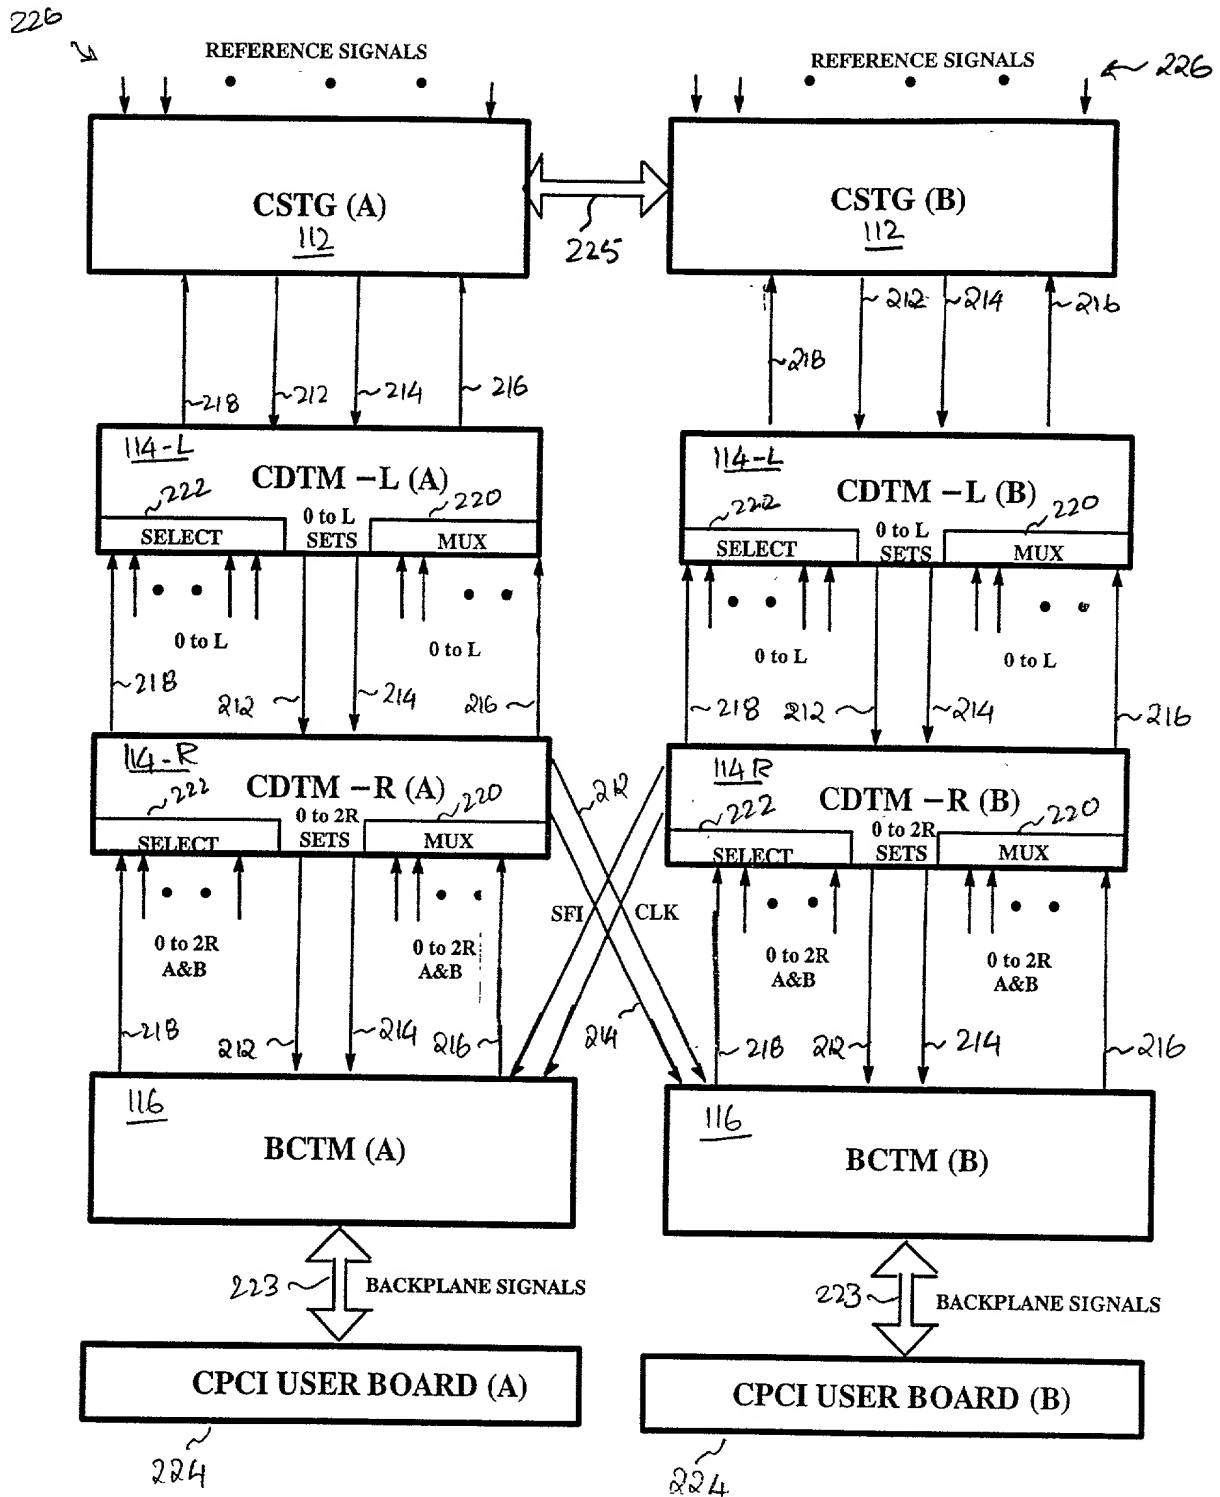 226
REFERENCE SIGNALS
REFERENCE SIGNALS
226
CSTG (A)
112
225
CSTG (B)
112
218
212
214
216
218
212
214
216
114-L
CDTM –L (A)
222
220
SELECT
0 to L
SETS
MUX
114-L
CDTM –L (B)
222
220
SELECT
0 to L
SETS
MUX
0 to L
0 to L
0 to L
0 to L
218
212
214
216
218
212
214
216
114-R
CDTM –R (A)
222
220
SELECT
0 to 2R
SETS
MUX
212
114R
CDTM –R (B)
222
220
SELECT
0 to 2R
SETS
MUX
SFI
CLK
0 to 2R
A&B
0 to 2R
A&B
0 to 2R
A&B
0 to 2R
A&B
218
212
214
216
214
218
212
214
216
116
BCTM (A)
116
BCTM (B)
223
BACKPLANE SIGNALS
223
BACKPLANE SIGNALS
CPCI USER BOARD (A)
CPCI USER BOARD (B)
224
224